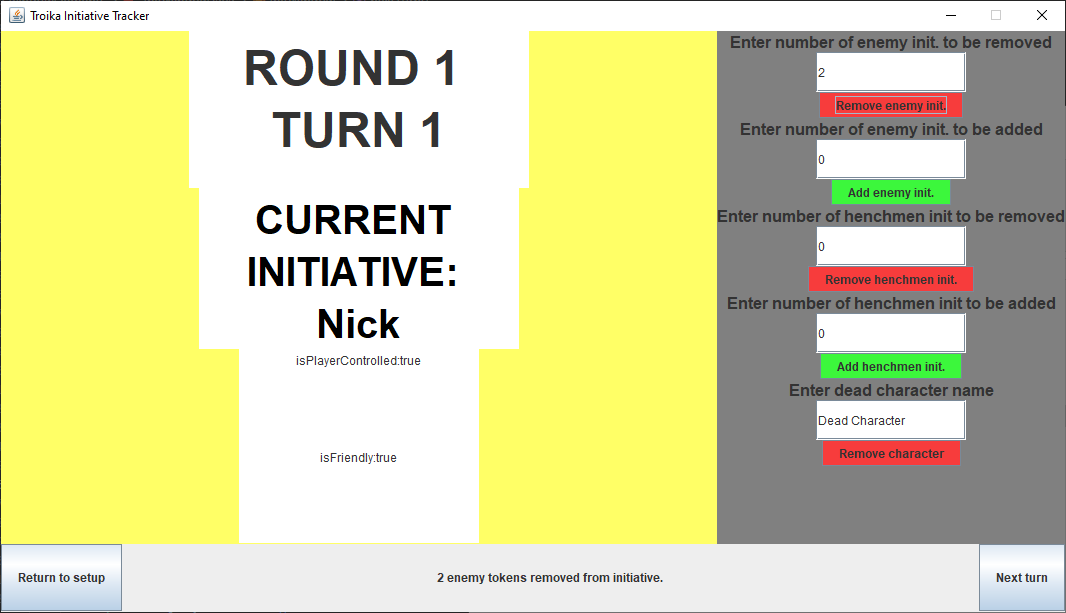 Troika Initiative Tracker
ROUND 1
TURN 1
CURRENT
INITIATIVE:
Nick
isPlayerControlled:true
isFriendly:true
Enter number of enemy init. to be removed
2
Remove enemy init.
Enter number of enemy init. to be added
0
Add enemy init.
Enter number of henchmen init to be removed
0
Remove henchmen init.
Enter number of henchmen init to be added
0
Add henchmen init.
Enter dead character name
Dead Character
Remove character
Return to setup
2 enemy tokens removed from initiative.
Next turn